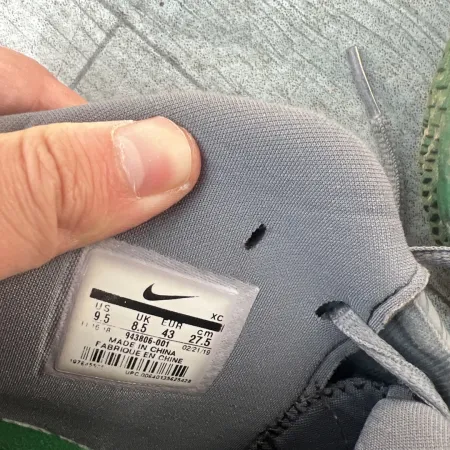 XC
US UK EUR cm
9.5 8.5 43 27.5
943806-001 02/21/19
MADE IN CHINA
FABRIQUE EN CHINE